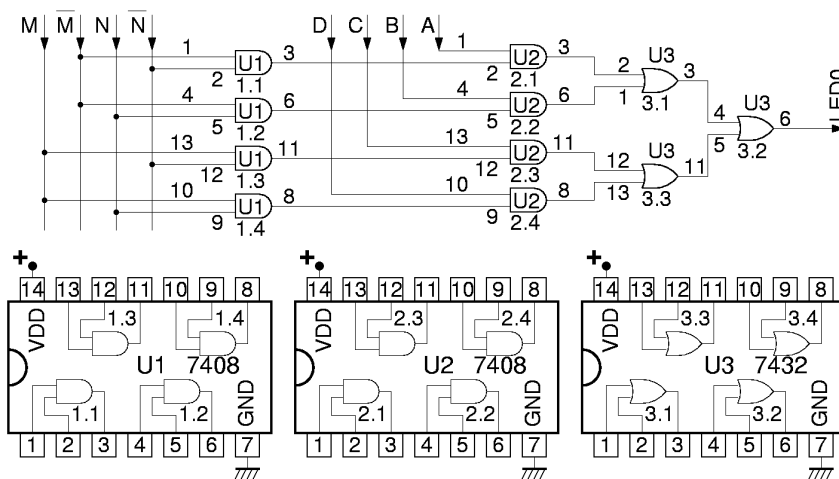 M M N N D C B A
1 U1 3 1 U2 3 U3
2 1.1 2 2.1 2 3
4 U1 6 4 U2 6 1 3.1 4 U3 6 LED0
5 1.2 5 2.2 5 3.2
13 U1 11 13 U2 11 12 U3 11
12 1.3 12 2.3 13 3.3
10 U1 8 10 U2 8
9 1.4 9 2.4
+ + +
14 13 12 11 10 9 8 14 13 12 11 10 9 8 14 13 12 11 10 9 8
VDD 1.3 1.4 VDD 2.3 2.4 VDD 3.3 3.4
U1 7408 U2 7408 U3 7432
1.1 1.2 GND 2.1 2.2 GND 3.1 3.2 GND
1 2 3 4 5 6 7 1 2 3 4 5 6 7 1 2 3 4 5 6 7